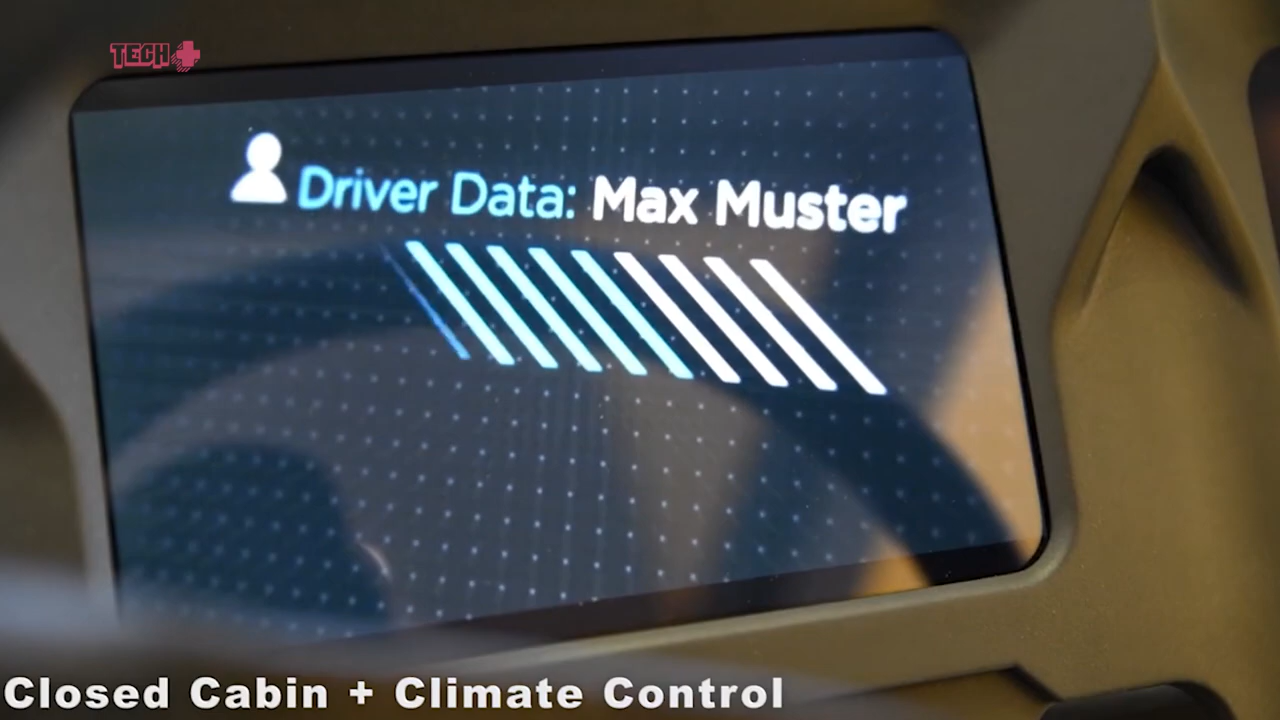 TECH+
Driver Data: Max Muster
Closed Cabin + Climate Control